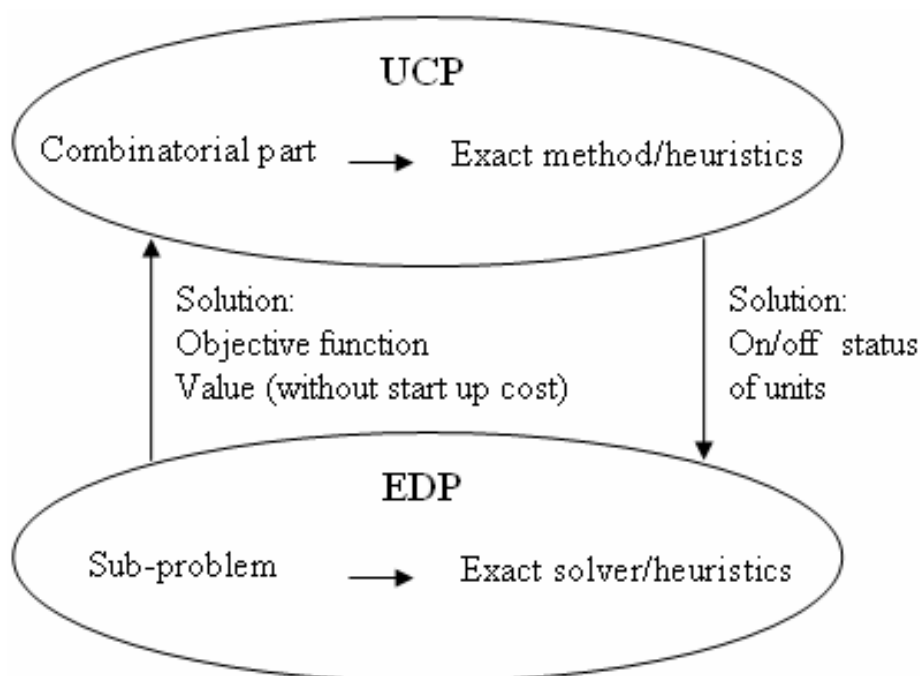 UCP
Combinatorial part
Exact method/heuristics
Solution:
Objective function
Value (without start up cost)
Solution:
On/off status
of units
EDP
Sub-problem
Exact solver/heuristics